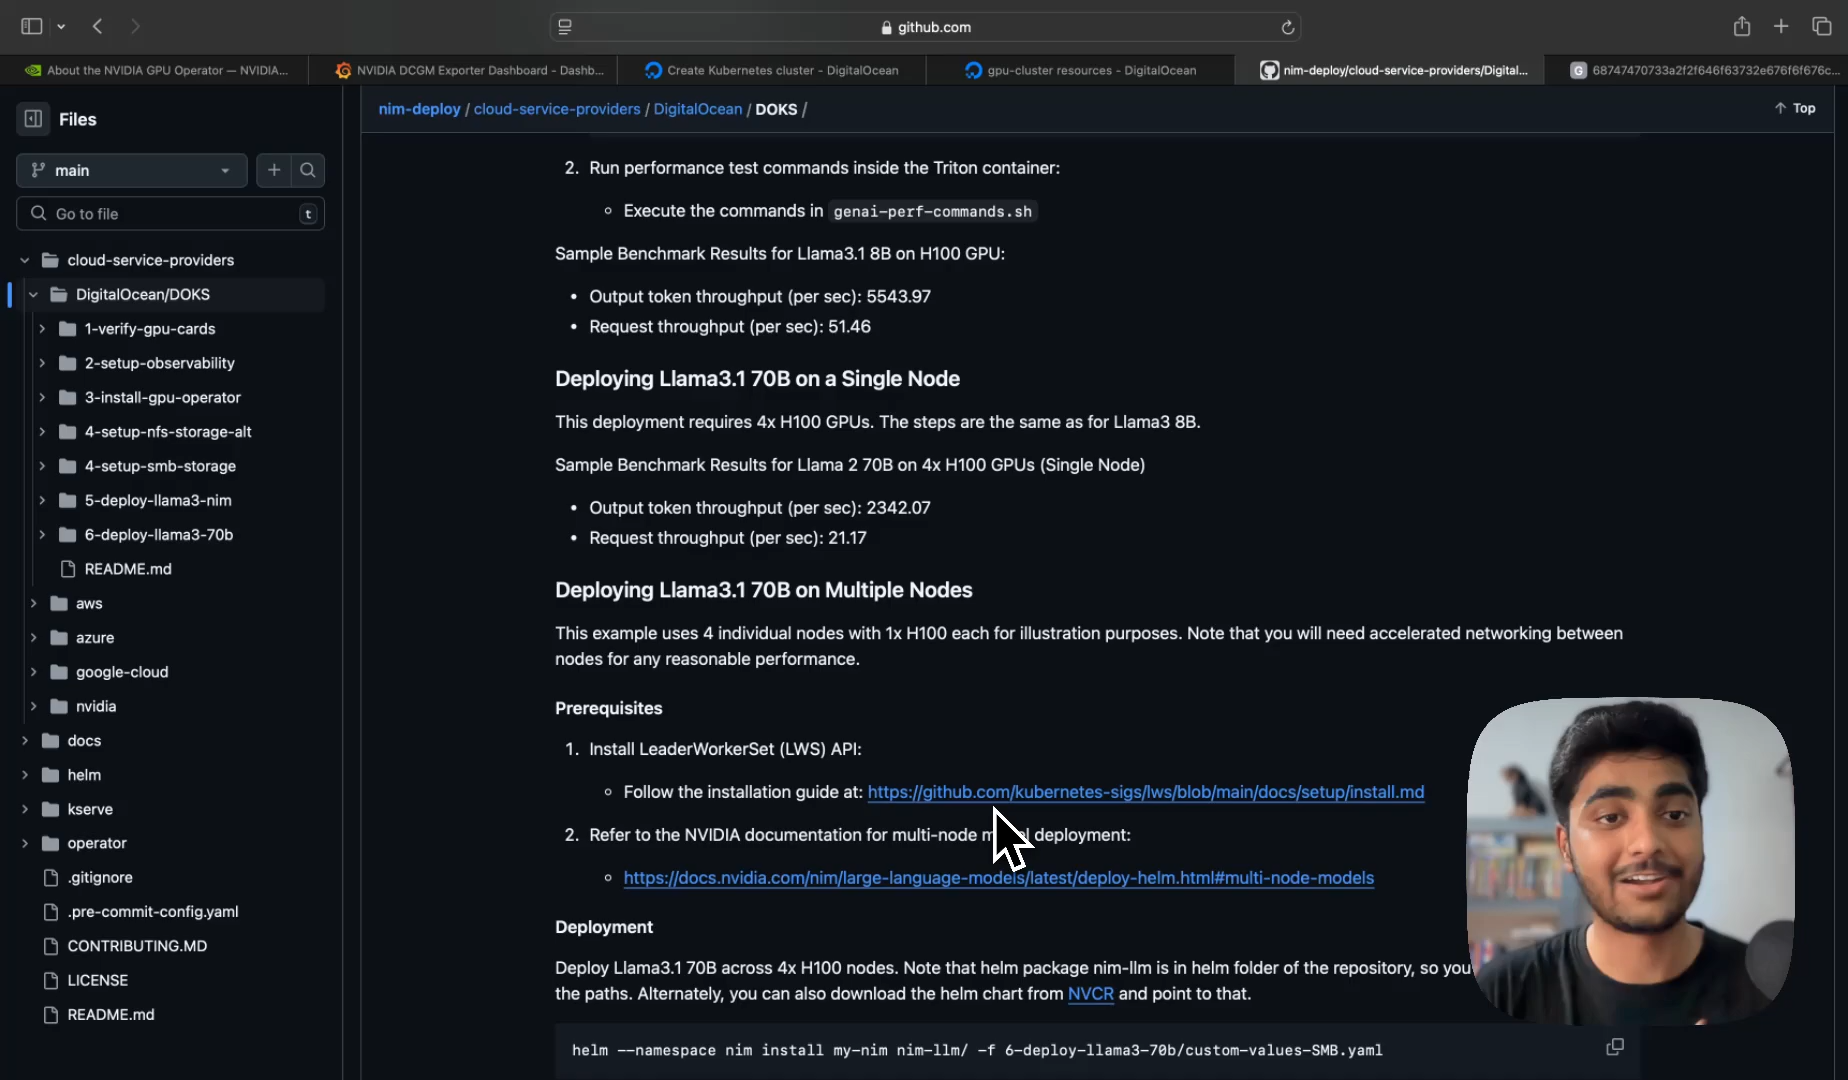 github.com
About the NVIDIA GPU Operator — NVIDIA...
NVIDIA DCGM Exporter Dashboard - Dashb...
Create Kubernetes cluster - DigitalOcean
gpu-cluster resources - DigitalOcean
nim-deploy/cloud-service-providers/Digital...
G 68747470733a2f2f646f63732e676f6f676c...
Files
nim-deploy / cloud-service-providers / DigitalOcean / DOKS /
↑ Top
main
Go to file
t
cloud-service-providers
DigitalOcean/DOKS
1-verify-gpu-cards
2-setup-observability
3-install-gpu-operator
4-setup-nfs-storage-alt
4-setup-smb-storage
5-deploy-llama3-nim
6-deploy-llama3-70b
README.md
aws
azure
google-cloud
nvidia
docs
helm
kserve
operator
.gitignore
.pre-commit-config.yaml
CONTRIBUTING.MD
LICENSE
README.md
2. Run performance test commands inside the Triton container:
Execute the commands in genai-perf-commands.sh
Sample Benchmark Results for Llama3.1 8B on H100 GPU:
• Output token throughput (per sec): 5543.97
• Request throughput (per sec): 51.46
Deploying Llama3.1 70B on a Single Node
This deployment requires 4x H100 GPUs. The steps are the same as for Llama3 8B.
Sample Benchmark Results for Llama 2 70B on 4x H100 GPUs (Single Node)
• Output token throughput (per sec): 2342.07
• Request throughput (per sec): 21.17
Deploying Llama3.1 70B on Multiple Nodes
This example uses 4 individual nodes with 1x H100 each for illustration purposes. Note that you will need accelerated networking between
nodes for any reasonable performance.
Prerequisites
1. Install LeaderWorkerSet (LWS) API:
Follow the installation guide at: https://github.com/kubernetes-sigs/lws/blob/main/docs/setup/install.md
2. Refer to the NVIDIA documentation for multi-node deployment:
https://docs.nvidia.com/nim/large-language-models/latest/deploy-helm.html#multi-node-models
Deployment
Deploy Llama3.1 70B across 4x H100 nodes. Note that helm package nim-llm is in helm folder of the repository, so you
the paths. Alternately, you can also download the helm chart from NVCR and point to that.
helm --namespace nim install my-nim nim-llm/ -f 6-deploy-llama3-70b/custom-values-SMB.yaml